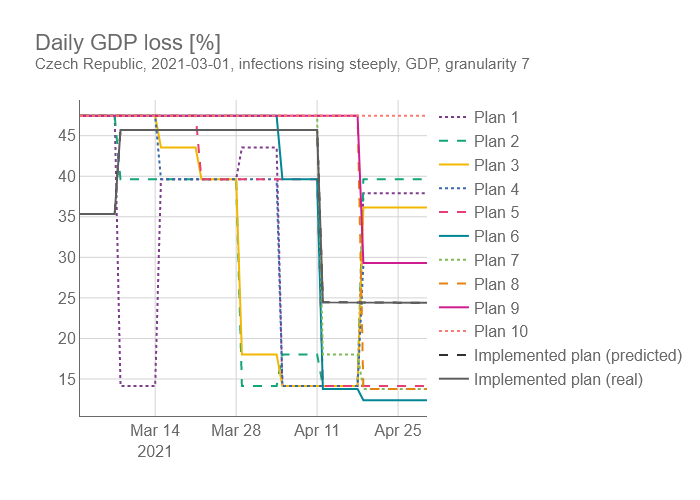 Daily GDP loss [%]
Czech Republic, 2021-03-01, infections rising steeply, GDP, granularity 7
45
40
35
30
25
20
15
Mar 14
2021
Mar 28
Apr 11
Apr 25
Plan 1
Plan 2
Plan 3
Plan 4
Plan 5
Plan 6
Plan 7
Plan 8
Plan 9
Plan 10
Implemented plan (predicted)
Implemented plan (real)